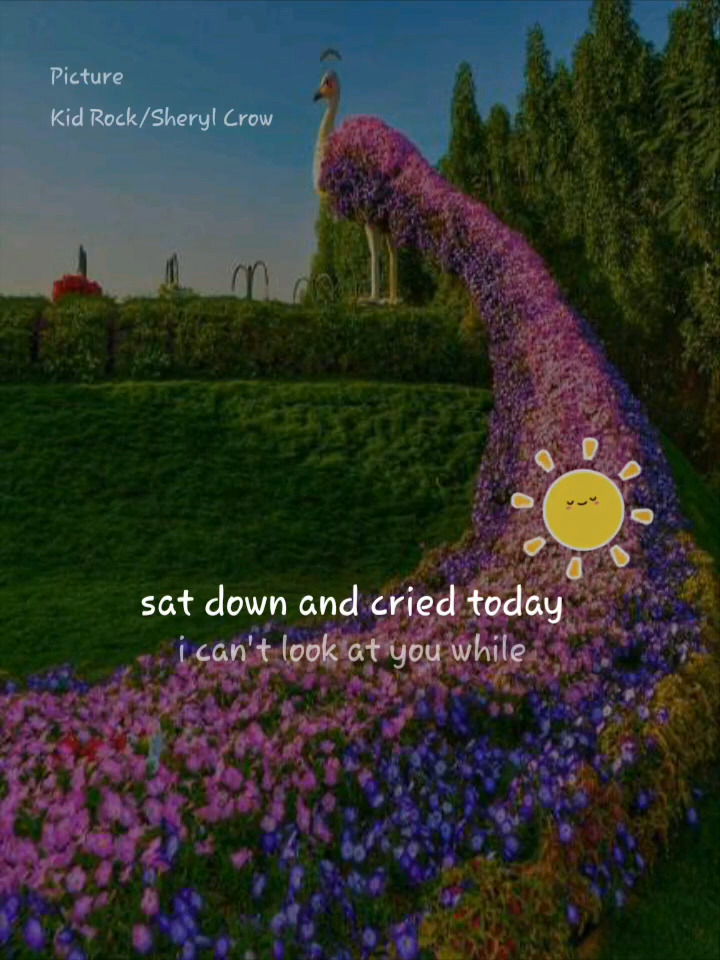 Picture
Kid Rock/Sheryl Crow
sat down and cried today
i can't look at you while